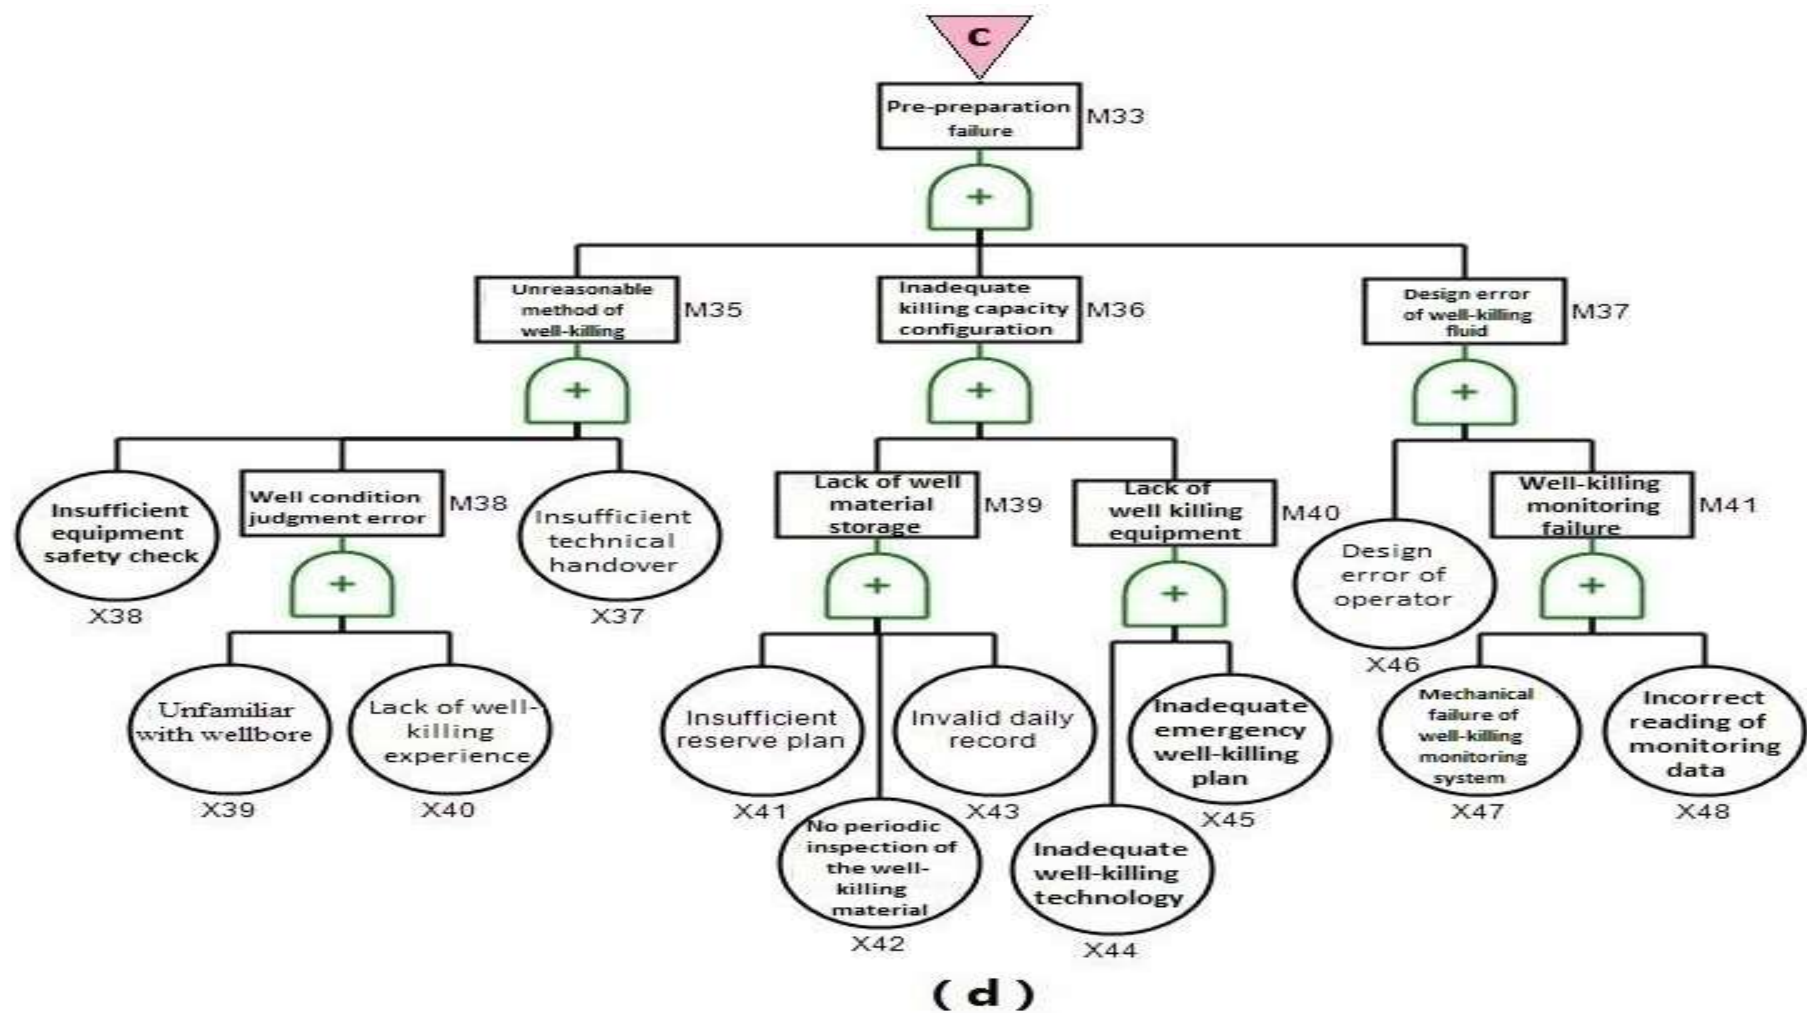 C
Pre-preparation
failure
M33
+
Unreasonable
method of
well-killing
M35
Inadequate
killing capacity
configuration
M36
Design error
of well-killing
fluid
M37
+
+
+
Insufficient
equipment
safety check
X38
Well condition
judgment error
M38
Insufficient
technical
handover
X37
Lack of well
material
storage
M39
Lack of
well killing
equipment
M40
Design
error of
operator
X46
Well-killing
monitoring
failure
M41
+
+
+
+
Unfamiliar
with wellbore
X39
Lack of well-
killing
experience
X40
Insufficient
reserve plan
X41
Invalid daily
record
X43
Inadequate
emergency
well-killing
plan
X45
Mechanical
failure of
well-killing
monitoring
system
X47
Incorrect
reading of
monitoring
data
X48
No periodic
inspection of
the well-
killing
material
X42
Inadequate
well-killing
technology
X44
( d )